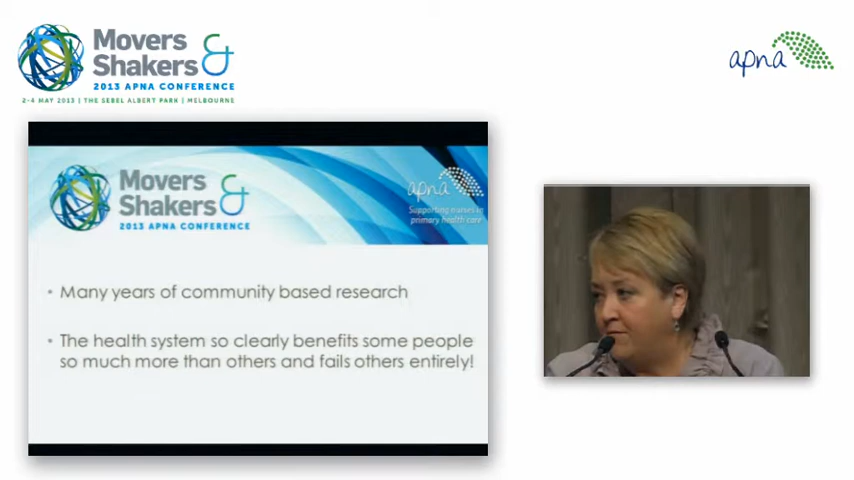 Movers
Shakers &
2013 APNA CONFERENCE
2-4 MAY 2013 | THE SEBEL ALBERT PARK | MELBOURNE
apna
Movers
Shakers &
2013 APNA CONFERENCE
apna
Supporting nurses in
primary health care
• Many years of community based research
• The health system so clearly benefits some people
so much more than others and fails others entirely!